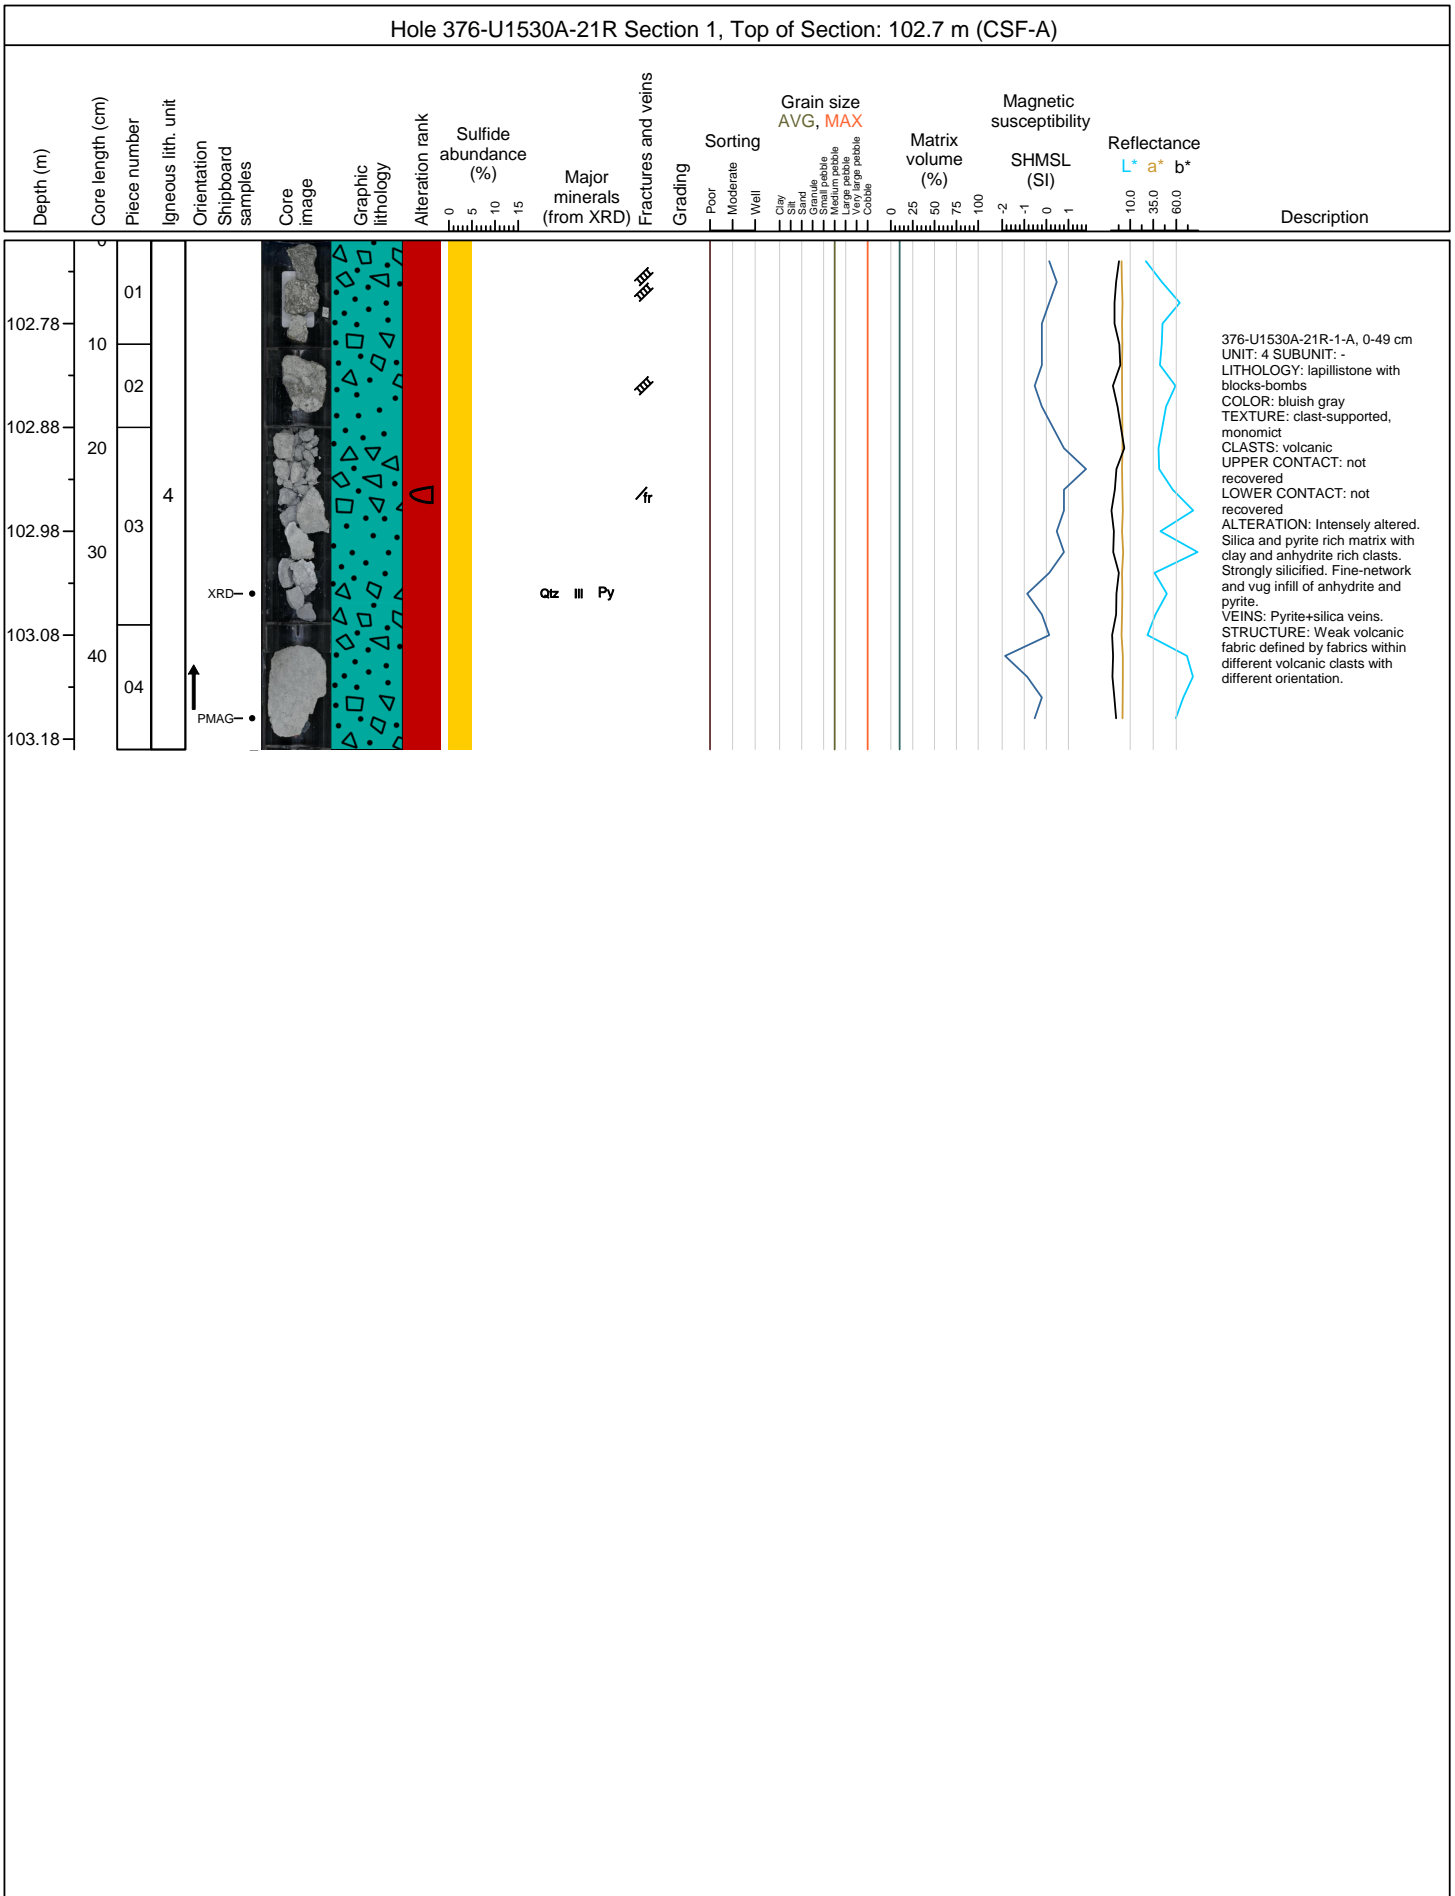 Hole 376-U1530A-21R Section 1, Top of Section: 102.7 m (CSF-A)
Depth (m)
Core length (cm)
Piece number
Igneous lith. unit
Orientation
Shipboard
samples
Core
image
Graphic
lithology
Alteration rank
Sulfide
abundance
(%)
0 5 10 15
Major
minerals
(from XRD)
Fractures and veins
Grading
Sorting
Poor
Moderate
Well
Grain size
AVG, MAX
Clay
Silt
Sand
Granule
Small pebble
Medium pebble
Large pebble
Very large pebble
Cobble
Matrix
volume
(%)
0 25 50 75 100
Magnetic
susceptibility
SHMSL
(SI)
-2 -1 0 1
Reflectance
L* a* b*
10.0 35.0 60.0
Description
0
01
102.78
10
02
102.88
20
4
fr
102.98
03
30
XRD
Qtz Ill Py
103.08
40
04
PMAG
103.18
376-U1530A-21R-1-A, 0-49 cm
UNIT: 4 SUBUNIT: -
LITHOLOGY: lapillistone with
blocks-bombs
COLOR: bluish gray
TEXTURE: clast-supported,
monomict
CLASTS: volcanic
UPPER CONTACT: not
recovered
LOWER CONTACT: not
recovered
ALTERATION: Intensely altered.
Silica and pyrite rich matrix with
clay and anhydrite rich clasts.
Strongly silicified. Fine-network
and vug infill of anhydrite and
pyrite.
VEINS: Pyrite+silica veins.
STRUCTURE: Weak volcanic
fabric defined by fabrics within
different volcanic clasts with
different orientation.